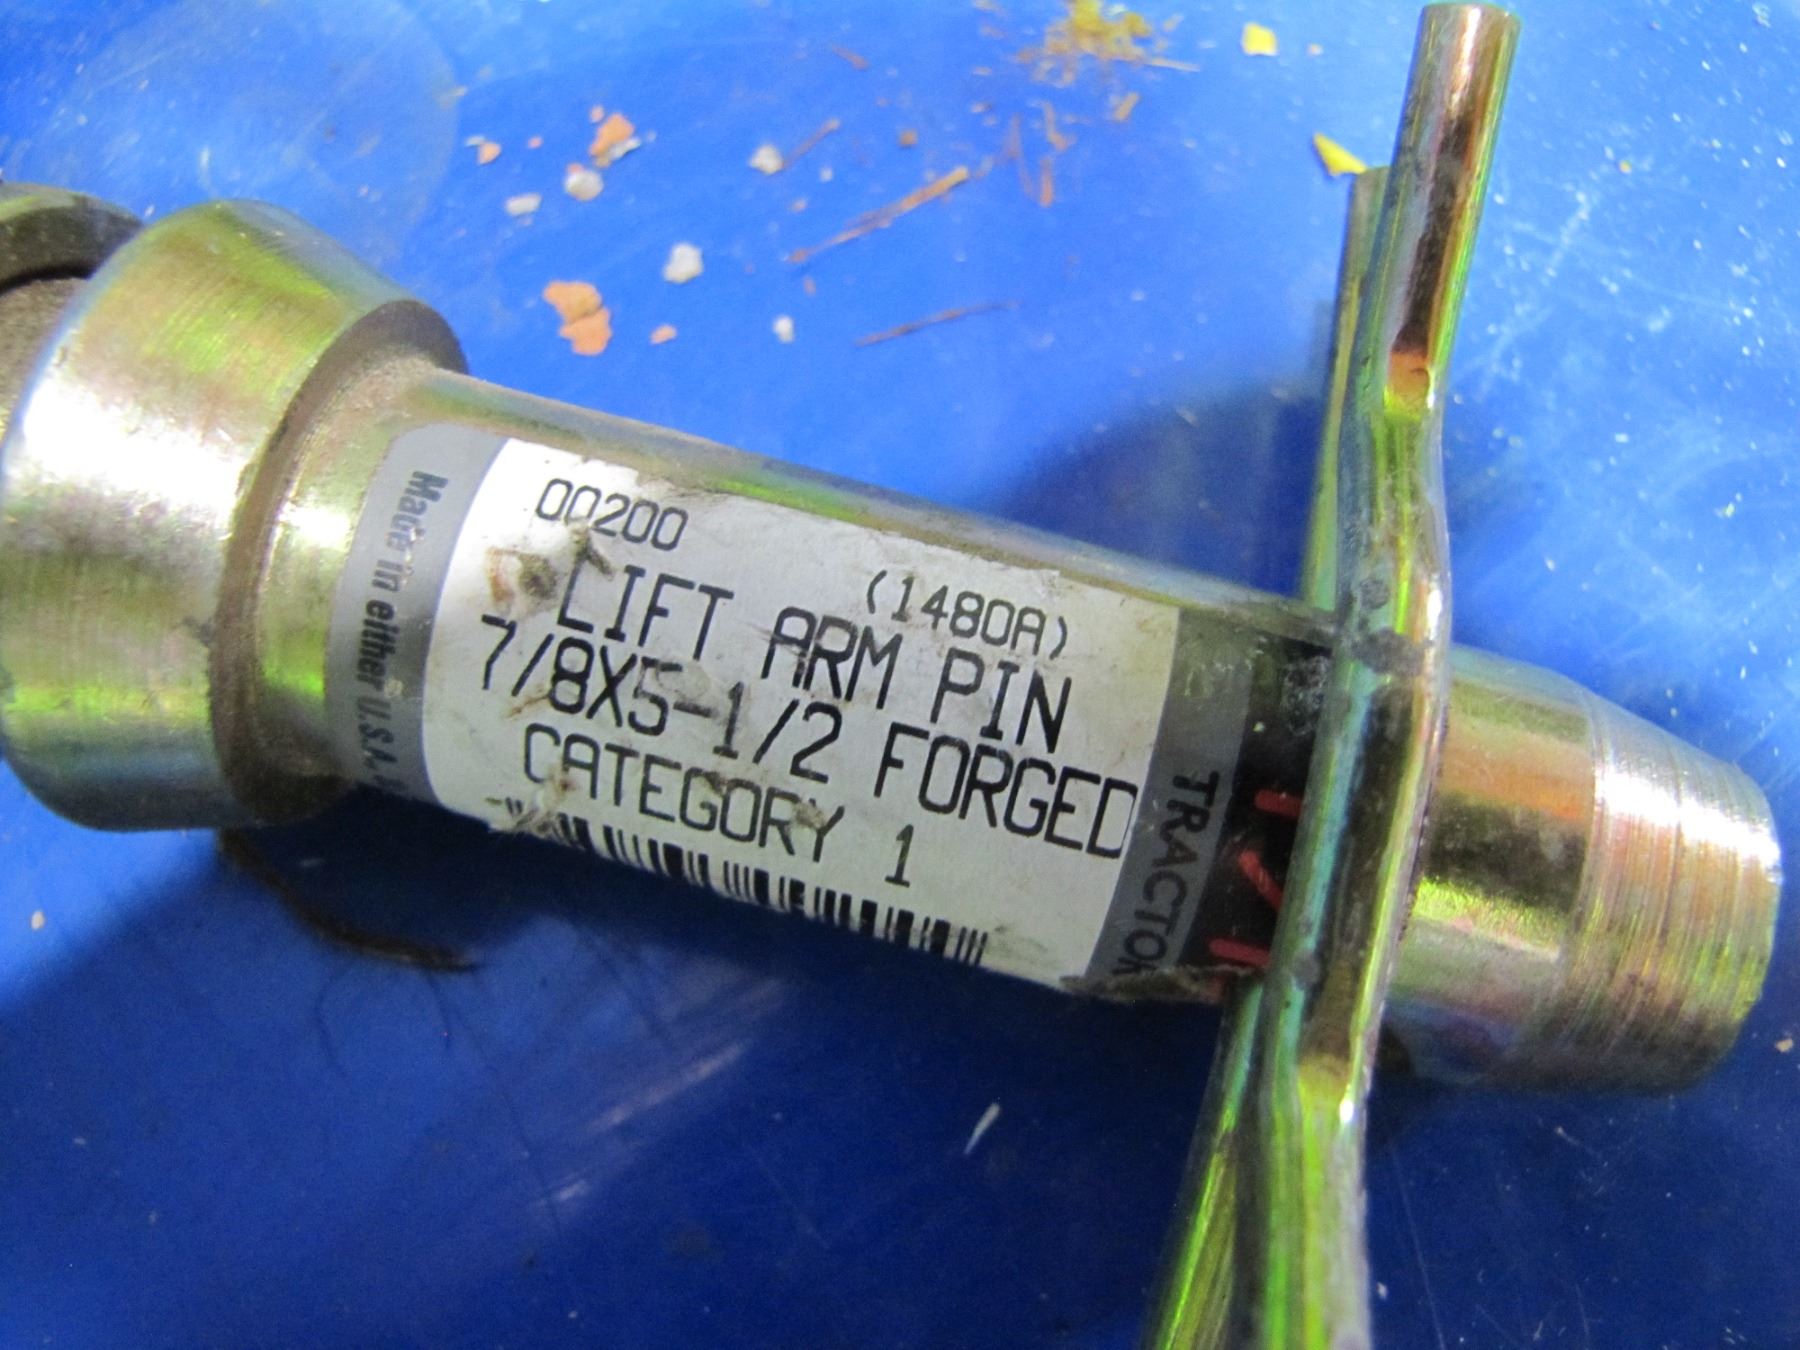 00200
(1480A)
LIFT ARM PIN
7/8X5-1/2 FORGED
CATEGORY 1
Made in either U.S.A.
TRACTOR